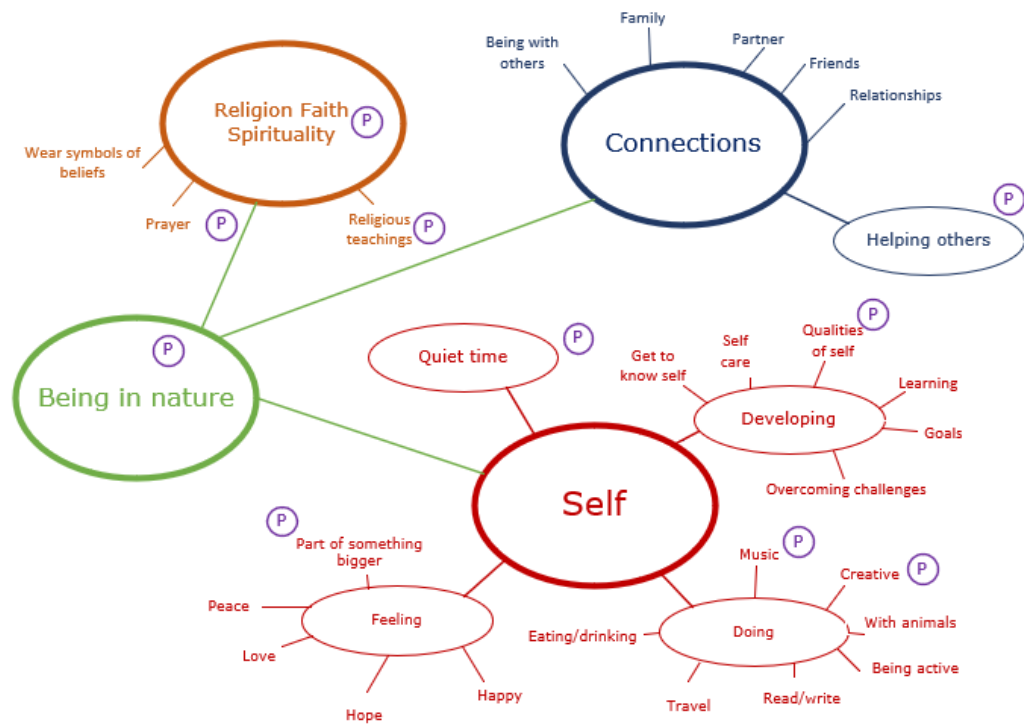 Religion Faith
Spirituality
P
Wear symbols of
beliefs
Prayer
P
Religious
teachings
P
Being with
others
Family
Partner
Friends
Relationships
Connections
P
Helping others
P
Being in nature
Quiet time
P
Get to
know self
Self
care
Qualities
of self
P
Learning
Goals
Developing
Overcoming challenges
Self
P
Part of something
bigger
Peace
Love
Hope
Happy
Feeling
Music
P
Creative
P
With animals
Being active
Read/write
Travel
Eating/drinking
Doing